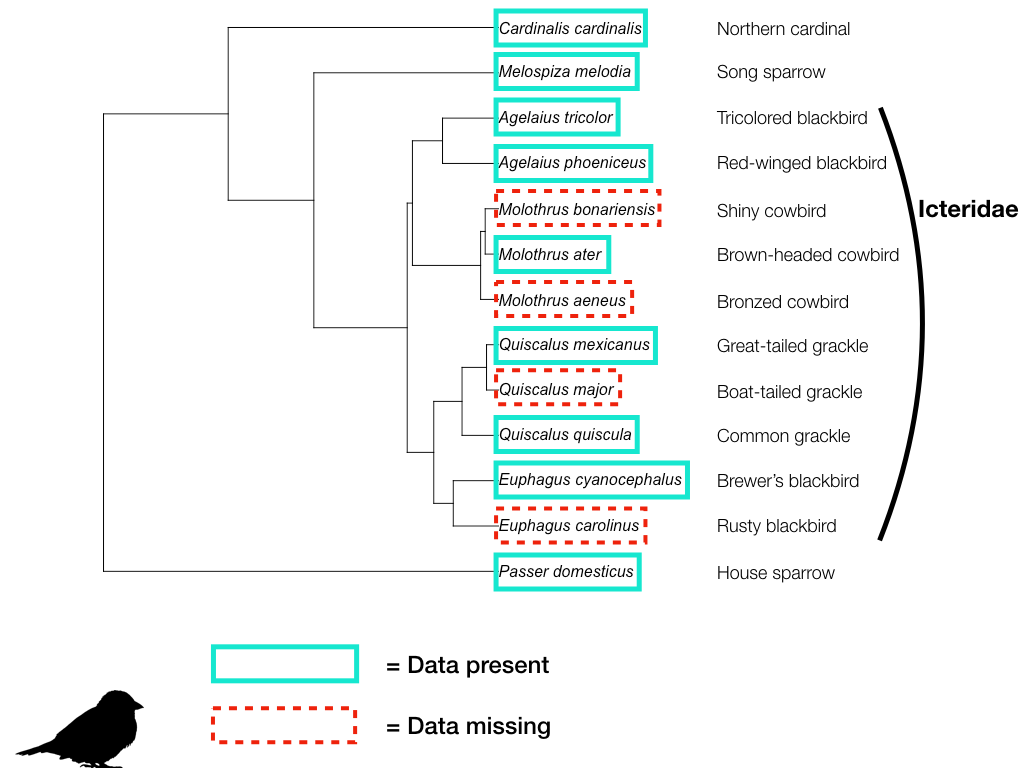 Cardinalis cardinalis Northern cardinal
Melospiza melodia Song sparrow
Agelaius tricolor Tricolored blackbird
Agelaius phoeniceus Red-winged blackbird
Molothrus bonariensis Shiny cowbird
Icteridae
Molothrus ater Brown-headed cowbird
Molothrus aeneus Bronzed cowbird
Quiscalus mexicanus Great-tailed grackle
Quiscalus major Boat-tailed grackle
Quiscalus quiscula Common grackle
Euphagus cyanocephalus Brewer’s blackbird
Euphagus carolinus Rusty blackbird
Passer domesticus House sparrow
= Data present
= Data missing